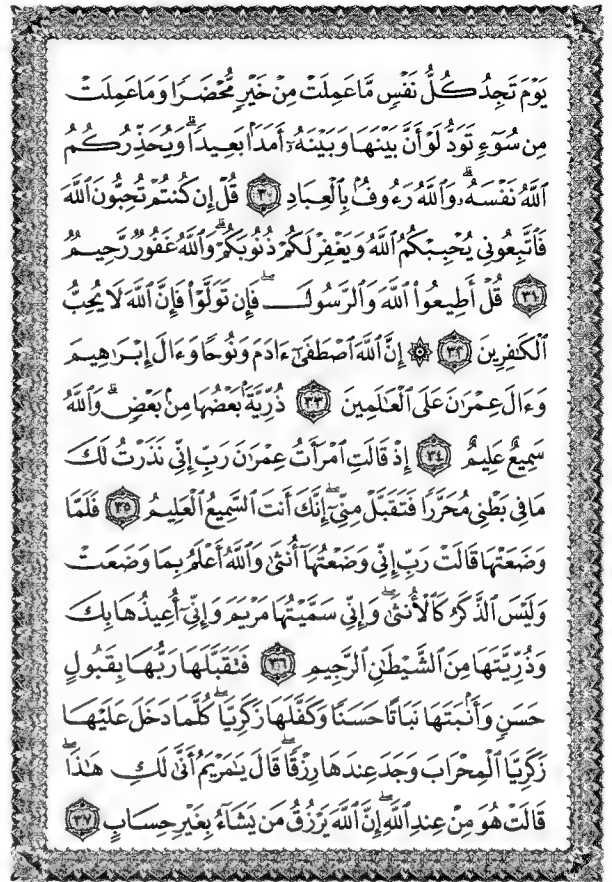 يَوْمَ تَجِدُ كُلُّ نَفْسٍ مَّا عَمِلَتْ مِنْ خَيْرٍ مُّحْضَرًا وَمَا عَمِلَتْ
مِن سُوٓءٍ تَوَدُّ لَوْ أَنَّ بَيْنَهَا وَبَيْنَهُۥٓ أَمَدَۢا بَعِيدًا ۗ وَيُحَذِّرُكُمُ
ٱللَّهُ نَفْسَهُۥ ۗ وَٱللَّهُ رَءُوفُۢ بِٱلْعِبَادِ ٣٠ قُلْ إِن كُنتُمْ تُحِبُّونَ ٱللَّهَ
فَٱتَّبِعُونِى يُحْبِبْكُمُ ٱللَّهُ وَيَغْفِرْ لَكُمْ ذُنُوبَكُمْ ۗ وَٱللَّهُ غَفُورٌ رَّحِيمٌ
٣١ قُلْ أَطِيعُوا۟ ٱللَّهَ وَٱلرَّسُولَ ۖ فَإِن تَوَلَّوْا۟ فَإِنَّ ٱللَّهَ لَا يُحِبُّ
ٱلْكَـٰفِرِينَ ٣٢ ۞ إِنَّ ٱللَّهَ ٱصْطَفَىٰٓ ءَادَمَ وَنُوحًا وَءَالَ إِبْرَٰهِيمَ
وَءَالَ عِمْرَٰنَ عَلَى ٱلْعَـٰلَمِينَ ٣٣ ذُرِّيَّةَۢ بَعْضُهَا مِنۢ بَعْضٍ ۗ وَٱللَّهُ
سَمِيعٌ عَلِيمٌ ٣٤ إِذْ قَالَتِ ٱمْرَأَتُ عِمْرَٰنَ رَبِّ إِنِّى نَذَرْتُ لَكَ
مَا فِى بَطْنِى مُحَرَّرًا فَتَقَبَّلْ مِنِّىٓ ۖ إِنَّكَ أَنتَ ٱلسَّمِيعُ ٱلْعَلِيمُ ٣٥ فَلَمَّا
وَضَعَتْهَا قَالَتْ رَبِّ إِنِّى وَضَعْتُهَآ أُنثَىٰ وَٱللَّهُ أَعْلَمُ بِمَا وَضَعَتْ
وَلَيْسَ ٱلذَّكَرُ كَٱلْأُنثَىٰ ۖ وَإِنِّى سَمَّيْتُهَا مَرْيَمَ وَإِنِّىٓ أُعِيذُهَا بِكَ
وَذُرِّيَّتَهَا مِنَ ٱلشَّيْطَـٰنِ ٱلرَّجِيمِ ٣٦ فَتَقَبَّلَهَا رَبُّهَا بِقَبُولٍ
حَسَنٍ وَأَنۢبَتَهَا نَبَاتًا حَسَنًا وَكَفَّلَهَا زَكَرِيَّا ۖ كُلَّمَا دَخَلَ عَلَيْهَا
زَكَرِيَّا ٱلْمِحْرَابَ وَجَدَ عِندَهَا رِزْقًا ۖ قَالَ يَـٰمَرْيَمُ أَنَّىٰ لَكِ هَـٰذَا ۖ
قَالَتْ هُوَ مِنْ عِندِ ٱللَّهِ ۖ إِنَّ ٱللَّهَ يَرْزُقُ مَن يَشَآءُ بِغَيْرِ حِسَابٍ ٣٧